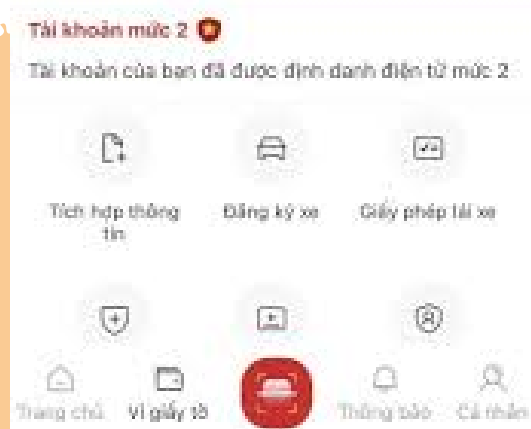 Tài khoản mức 2
Tài khoản của bạn đã được định danh điện tử mức 2
Tích hợp thông
tin
Đăng ký xe
Giấy phép lái xe
Trang chủ
Ví giấy tờ
Thông báo
Cá nhân